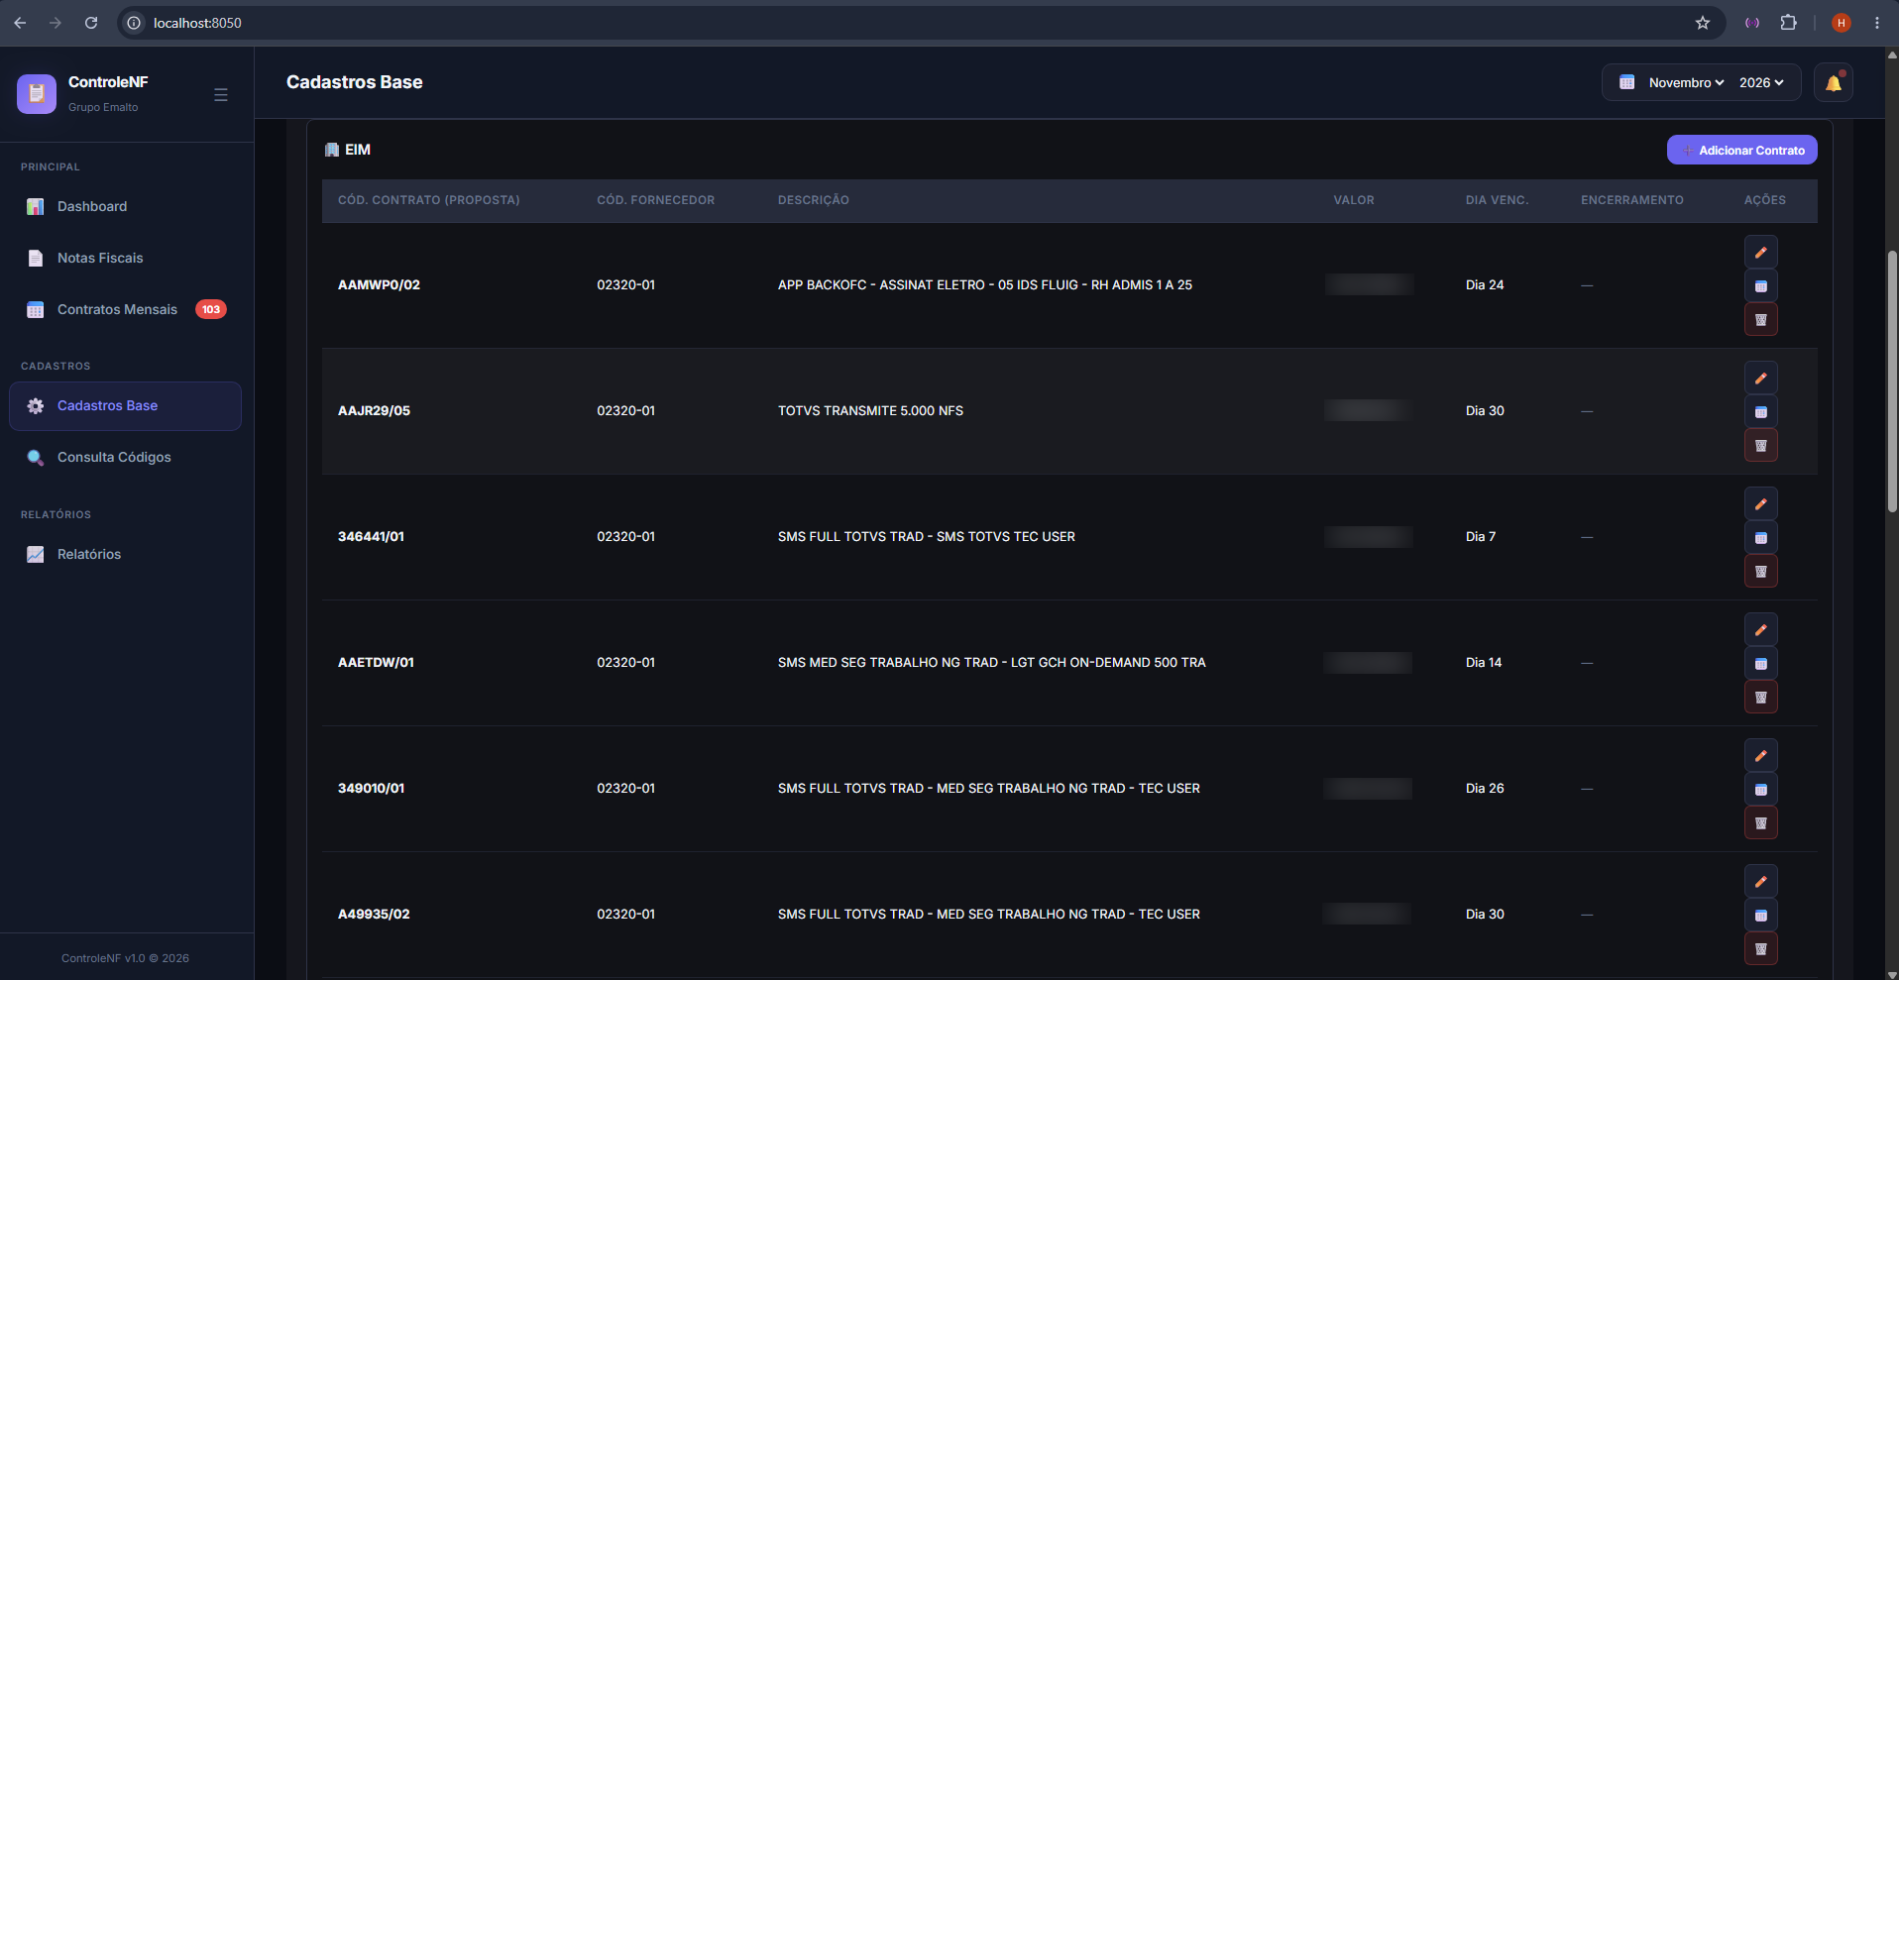 localhost:8050
H
ControleNF
Grupo Emalto
PRINCIPAL
Dashboard
Notas Fiscais
Contratos Mensais 103
CADASTROS
Cadastros Base
Consulta Códigos
RELATÓRIOS
Relatórios
ControleNF v1.0 © 2026
Cadastros Base
Novembro 2026
EIM
Adicionar Contrato
CÓD. CONTRATO (PROPOSTA) CÓD. FORNECEDOR DESCRIÇÃO VALOR DIA VENC. ENCERRAMENTO AÇÕES
AAMWP0/02 02320-01 APP BACKOFC - ASSINAT ELETRO - 05 IDS FLUIG - RH ADMIS 1 A 25 Dia 24 —
AAJR29/05 02320-01 TOTVS TRANSMITE 5.000 NFS Dia 30 —
346441/01 02320-01 SMS FULL TOTVS TRAD - SMS TOTVS TEC USER Dia 7 —
AAETDW/01 02320-01 SMS MED SEG TRABALHO NG TRAD - LGT GCH ON-DEMAND 500 TRA Dia 14 —
349010/01 02320-01 SMS FULL TOTVS TRAD - MED SEG TRABALHO NG TRAD - TEC USER Dia 26 —
A49935/02 02320-01 SMS FULL TOTVS TRAD - MED SEG TRABALHO NG TRAD - TEC USER Dia 30 —